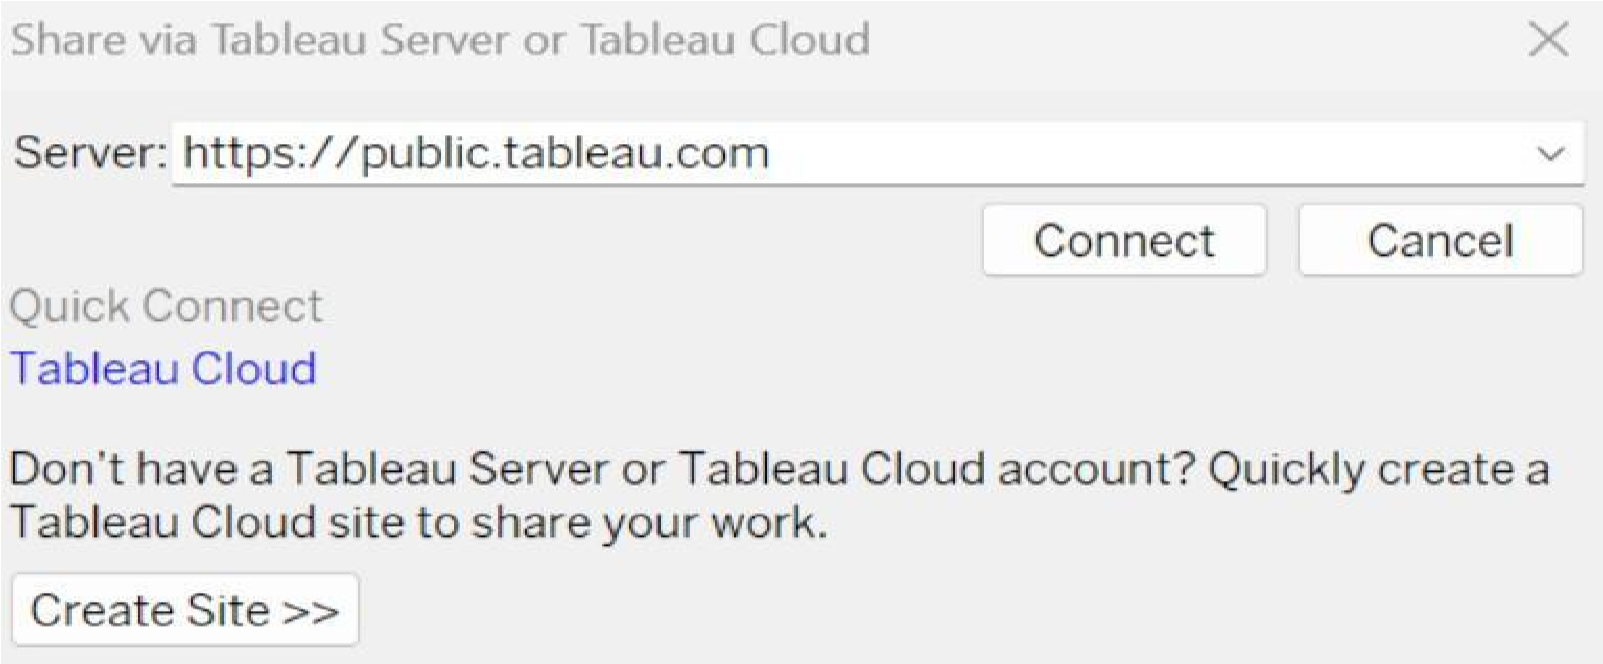 Share via Tableau Server or Tableau Cloud
Server: https://public.tableau.com
Connect Cancel
Quick Connect
Tableau Cloud
Don't have a Tableau Server or Tableau Cloud account? Quickly create a
Tableau Cloud site to share your work.
Create Site >>